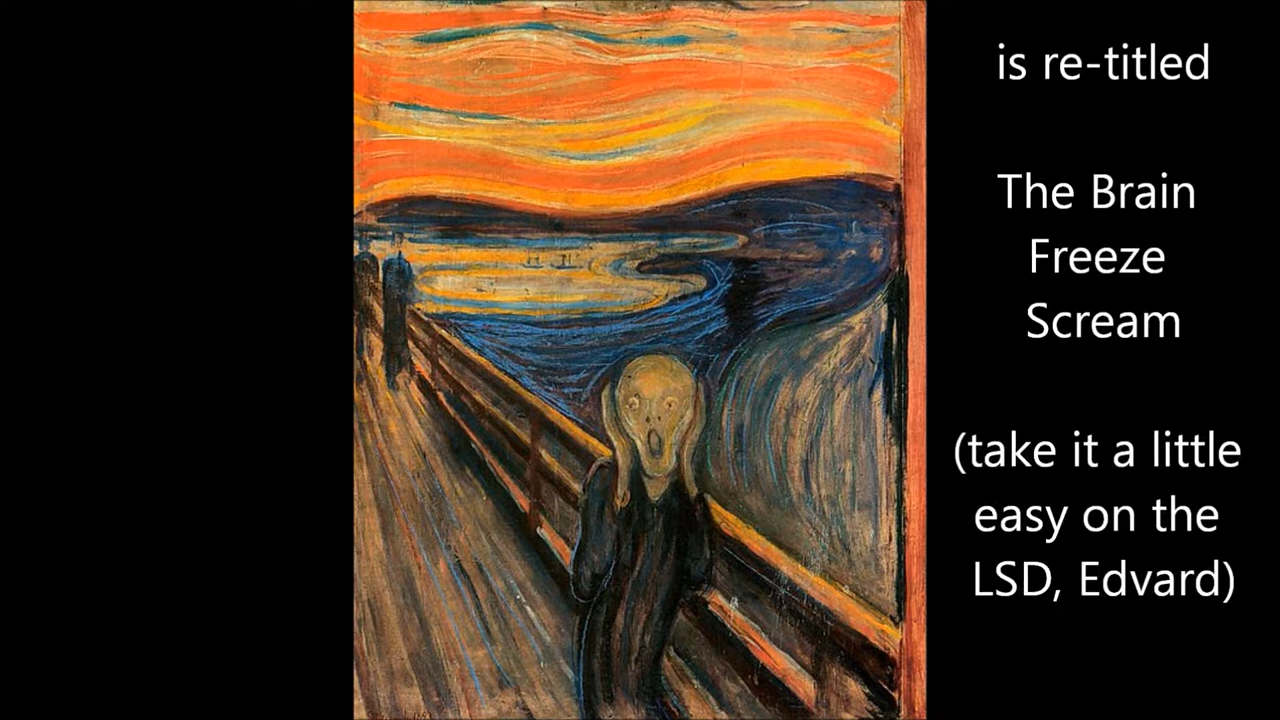 is re-titled
The Brain
Freeze
Scream
(take it a little
easy on the
LSD, Edvard)